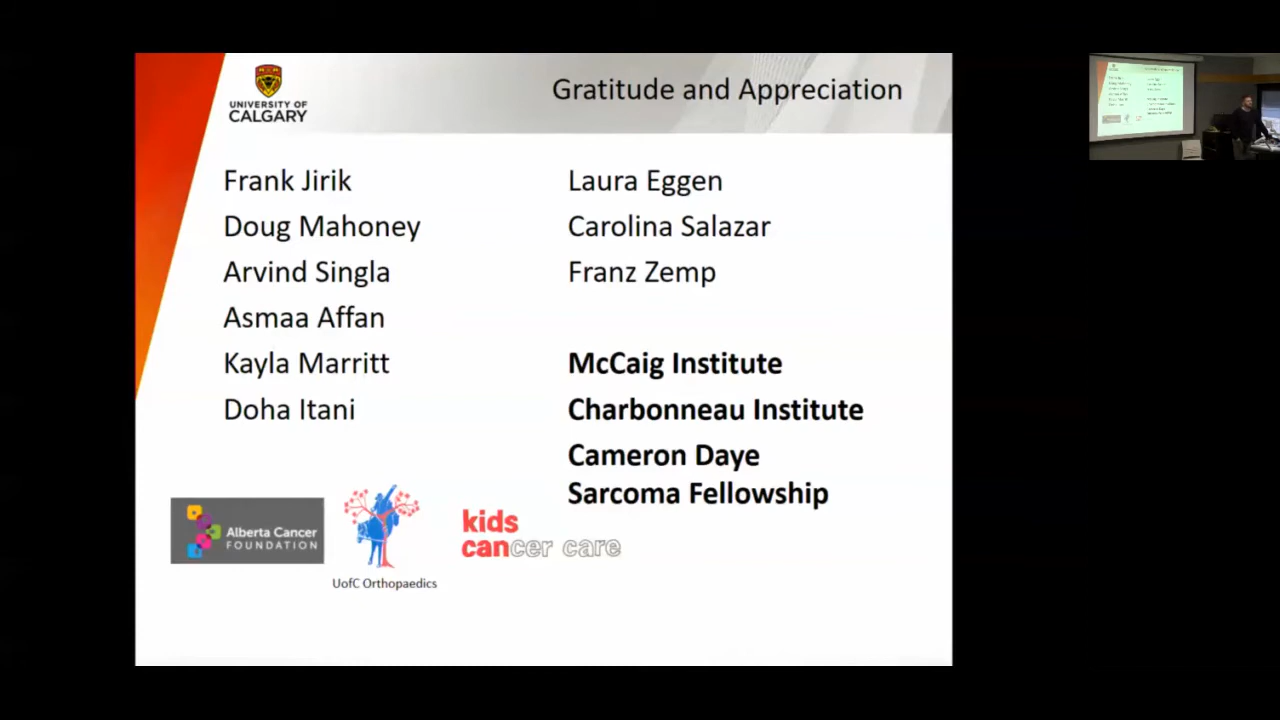 UNIVERSITY OF
CALGARY
Gratitude and Appreciation
Frank Jirik
Doug Mahoney
Arvind Singla
Asmaa Affan
Kayla Marritt
Doha Itani
Laura Eggen
Carolina Salazar
Franz Zemp
McCaig Institute
Charbonneau Institute
Cameron Daye
Sarcoma Fellowship
Alberta Cancer
FOUNDATION
UofC Orthopaedics
kids
cancer care